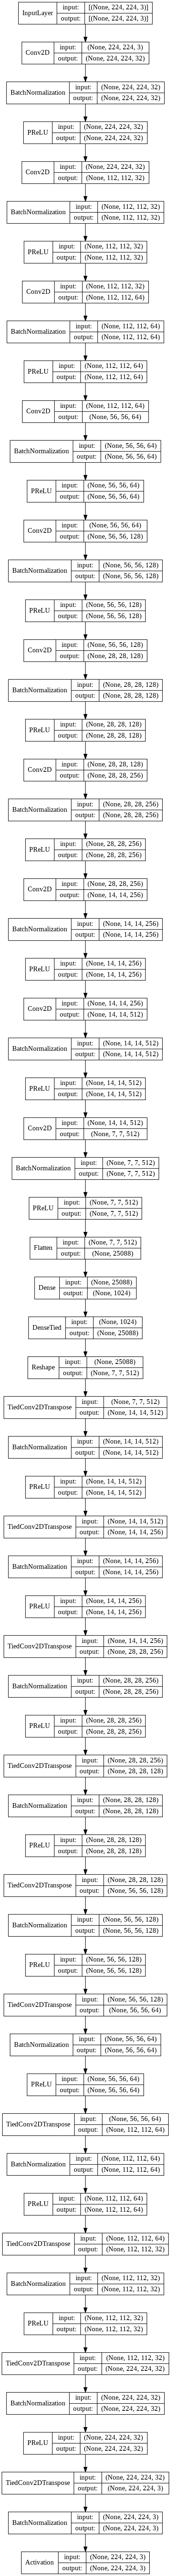 InputLayer
input: [(None, 224, 224, 3)]
output: [(None, 224, 224, 3)]
Conv2D
input: (None, 224, 224, 3)
output: (None, 224, 224, 32)
BatchNormalization
input: (None, 224, 224, 32)
output: (None, 224, 224, 32)
PReLU
input: (None, 224, 224, 32)
output: (None, 224, 224, 32)
Conv2D
input: (None, 224, 224, 32)
output: (None, 112, 112, 32)
BatchNormalization
input: (None, 112, 112, 32)
output: (None, 112, 112, 32)
PReLU
input: (None, 112, 112, 32)
output: (None, 112, 112, 32)
Conv2D
input: (None, 112, 112, 32)
output: (None, 112, 112, 64)
BatchNormalization
input: (None, 112, 112, 64)
output: (None, 112, 112, 64)
PReLU
input: (None, 112, 112, 64)
output: (None, 112, 112, 64)
Conv2D
input: (None, 112, 112, 64)
output: (None, 56, 56, 64)
BatchNormalization
input: (None, 56, 56, 64)
output: (None, 56, 56, 64)
PReLU
input: (None, 56, 56, 64)
output: (None, 56, 56, 64)
Conv2D
input: (None, 56, 56, 64)
output: (None, 56, 56, 128)
BatchNormalization
input: (None, 56, 56, 128)
output: (None, 56, 56, 128)
PReLU
input: (None, 56, 56, 128)
output: (None, 56, 56, 128)
Conv2D
input: (None, 56, 56, 128)
output: (None, 28, 28, 128)
BatchNormalization
input: (None, 28, 28, 128)
output: (None, 28, 28, 128)
PReLU
input: (None, 28, 28, 128)
output: (None, 28, 28, 128)
Conv2D
input: (None, 28, 28, 128)
output: (None, 28, 28, 256)
BatchNormalization
input: (None, 28, 28, 256)
output: (None, 28, 28, 256)
PReLU
input: (None, 28, 28, 256)
output: (None, 28, 28, 256)
Conv2D
input: (None, 28, 28, 256)
output: (None, 14, 14, 256)
BatchNormalization
input: (None, 14, 14, 256)
output: (None, 14, 14, 256)
PReLU
input: (None, 14, 14, 256)
output: (None, 14, 14, 256)
Conv2D
input: (None, 14, 14, 256)
output: (None, 14, 14, 512)
BatchNormalization
input: (None, 14, 14, 512)
output: (None, 14, 14, 512)
PReLU
input: (None, 14, 14, 512)
output: (None, 14, 14, 512)
Conv2D
input: (None, 14, 14, 512)
output: (None, 7, 7, 512)
BatchNormalization
input: (None, 7, 7, 512)
output: (None, 7, 7, 512)
PReLU
input: (None, 7, 7, 512)
output: (None, 7, 7, 512)
Flatten
input: (None, 7, 7, 512)
output: (None, 25088)
Dense
input: (None, 25088)
output: (None, 1024)
DenseTied
input: (None, 1024)
output: (None, 25088)
Reshape
input: (None, 25088)
output: (None, 7, 7, 512)
TiedConv2DTranspose
input: (None, 7, 7, 512)
output: (None, 14, 14, 512)
BatchNormalization
input: (None, 14, 14, 512)
output: (None, 14, 14, 512)
PReLU
input: (None, 14, 14, 512)
output: (None, 14, 14, 512)
TiedConv2DTranspose
input: (None, 14, 14, 512)
output: (None, 14, 14, 256)
BatchNormalization
input: (None, 14, 14, 256)
output: (None, 14, 14, 256)
PReLU
input: (None, 14, 14, 256)
output: (None, 14, 14, 256)
TiedConv2DTranspose
input: (None, 14, 14, 256)
output: (None, 28, 28, 256)
BatchNormalization
input: (None, 28, 28, 256)
output: (None, 28, 28, 256)
PReLU
input: (None, 28, 28, 256)
output: (None, 28, 28, 256)
TiedConv2DTranspose
input: (None, 28, 28, 256)
output: (None, 28, 28, 128)
BatchNormalization
input: (None, 28, 28, 128)
output: (None, 28, 28, 128)
PReLU
input: (None, 28, 28, 128)
output: (None, 28, 28, 128)
TiedConv2DTranspose
input: (None, 28, 28, 128)
output: (None, 56, 56, 128)
BatchNormalization
input: (None, 56, 56, 128)
output: (None, 56, 56, 128)
PReLU
input: (None, 56, 56, 128)
output: (None, 56, 56, 128)
TiedConv2DTranspose
input: (None, 56, 56, 128)
output: (None, 56, 56, 64)
BatchNormalization
input: (None, 56, 56, 64)
output: (None, 56, 56, 64)
PReLU
input: (None, 56, 56, 64)
output: (None, 56, 56, 64)
TiedConv2DTranspose
input: (None, 56, 56, 64)
output: (None, 112, 112, 64)
BatchNormalization
input: (None, 112, 112, 64)
output: (None, 112, 112, 64)
PReLU
input: (None, 112, 112, 64)
output: (None, 112, 112, 64)
TiedConv2DTranspose
input: (None, 112, 112, 64)
output: (None, 112, 112, 32)
BatchNormalization
input: (None, 112, 112, 32)
output: (None, 112, 112, 32)
PReLU
input: (None, 112, 112, 32)
output: (None, 112, 112, 32)
TiedConv2DTranspose
input: (None, 112, 112, 32)
output: (None, 224, 224, 32)
BatchNormalization
input: (None, 224, 224, 32)
output: (None, 224, 224, 32)
PReLU
input: (None, 224, 224, 32)
output: (None, 224, 224, 32)
TiedConv2DTranspose
input: (None, 224, 224, 32)
output: (None, 224, 224, 3)
BatchNormalization
input: (None, 224, 224, 3)
output: (None, 224, 224, 3)
Activation
input: (None, 224, 224, 3)
output: (None, 224, 224, 3)